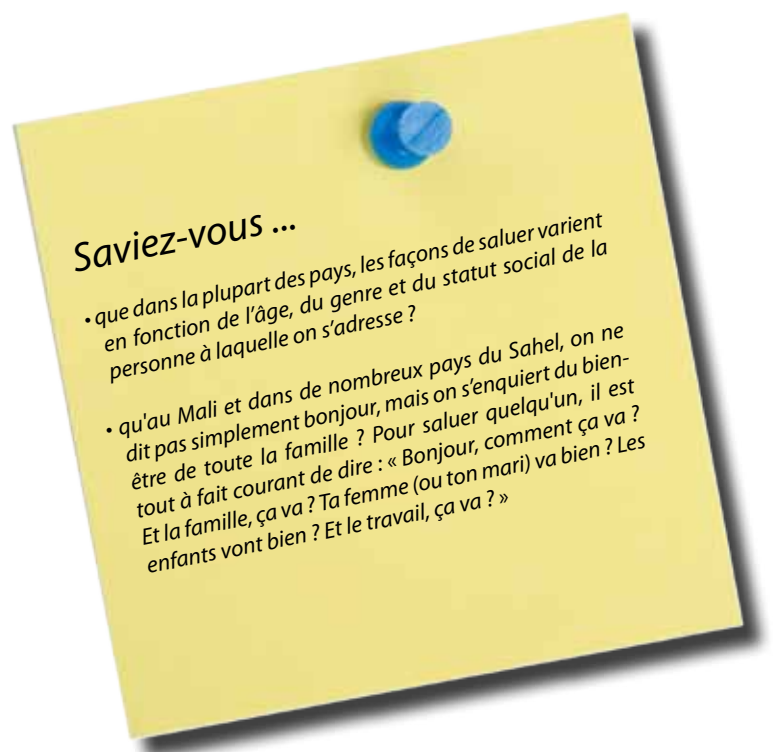 Saviez-vous ...
• que dans la plupart des pays, les façons de saluer varient
en fonction de l’âge, du genre et du statut social de la
personne à laquelle on s’adresse ?
• qu'au Mali et dans de nombreux pays du Sahel, on ne
dit pas simplement bonjour, mais on s’enquiert du bien-
être de toute la famille ? Pour saluer quelqu'un, il est
tout à fait courant de dire : « Bonjour, comment ça va ?
Et la famille, ça va ? Ta femme (ou ton mari) va bien ? Les
enfants vont bien ? Et le travail, ça va ? »